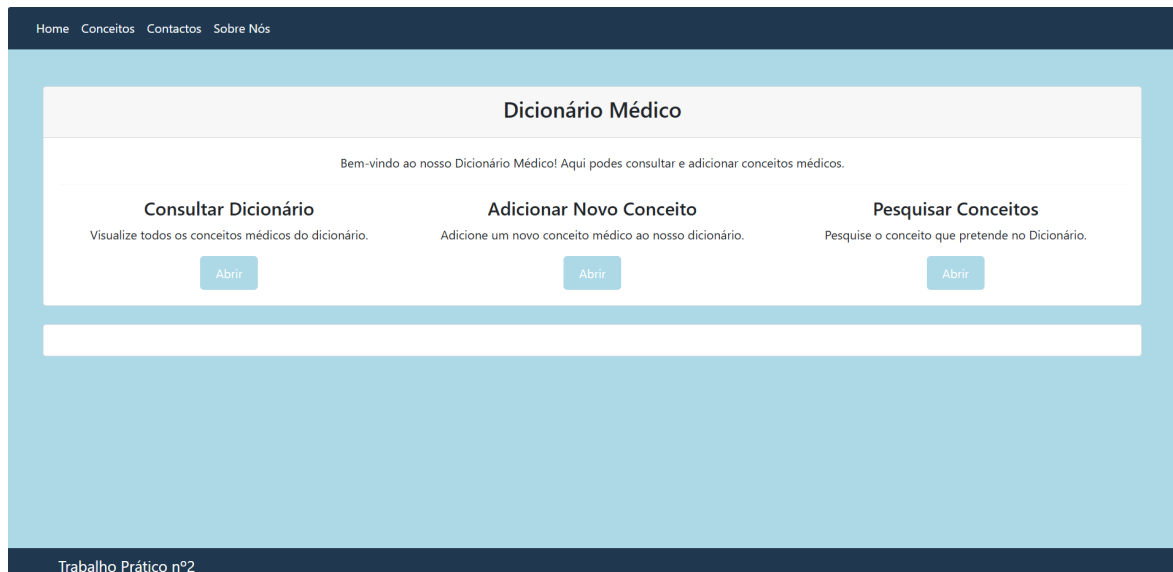 Home Conceitos Contactos Sobre Nós
Dicionário Médico
Bem-vindo ao nosso Dicionário Médico! Aqui podes consultar e adicionar conceitos médicos.
Consultar Dicionário
Visualize todos os conceitos médicos do dicionário.
Abrir
Adicionar Novo Conceito
Adicione um novo conceito médico ao nosso dicionário.
Abrir
Pesquisar Conceitos
Pesquise o conceito que pretende no Dicionário.
Abrir
Trabalho Prático nº2